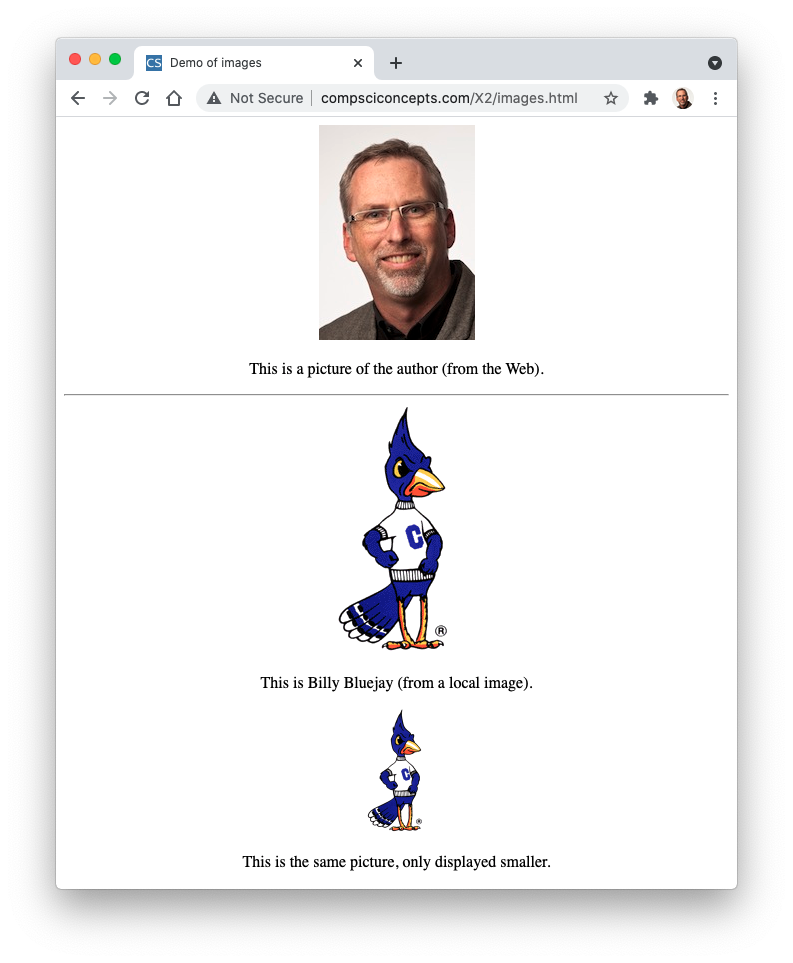 CS Demo of images
Not Secure compsciconcepts.com/X2/images.html
This is a picture of the author (from the Web).
C
®
This is Billy Bluejay (from a local image).
C
®
This is the same picture, only displayed smaller.